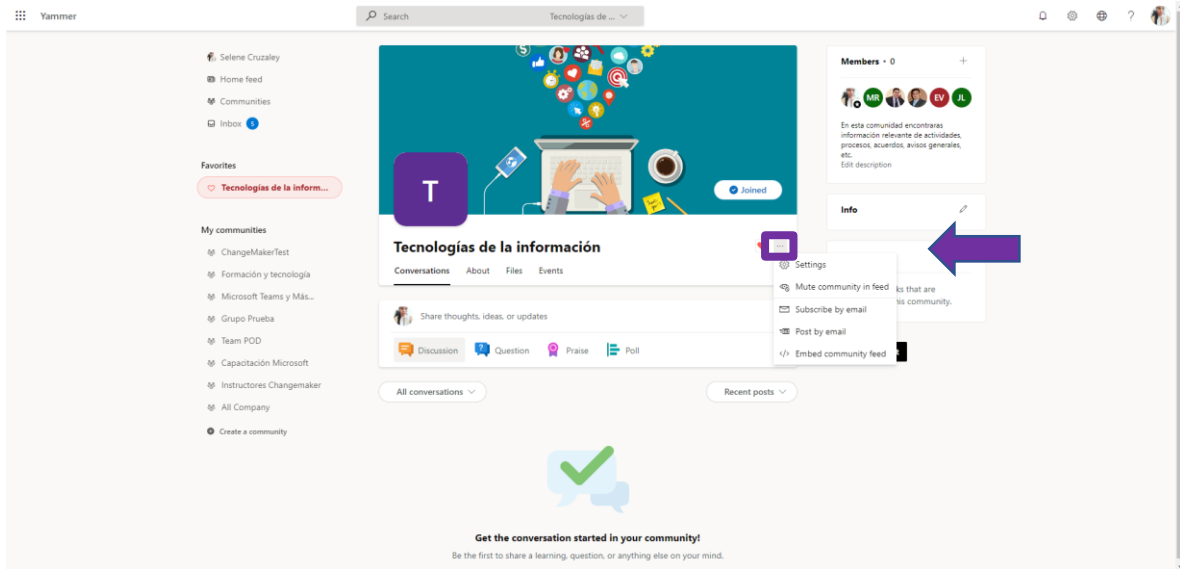 Yammer
Search
Tecnologías de ...
?
Selene Cruzaley
Home feed
Communities
Inbox 5
Favorites
Tecnologías de la inform...
My communities
ChangeMakerTest
Formación y tecnología
Microsoft Teams y Más...
Grupo Prueba
Team POD
Capacitación Microsoft
Instructores Changemaker
All Company
Create a community
T
Joined
Tecnologías de la información
...
Conversations About Files Events
Settings
Mute community in feed
Subscribe by email
Post by email
Embed community feed
Share thoughts, ideas, or updates
Discussion Question Praise Poll
All conversations
Recent posts
Get the conversation started in your community!
Be the first to share a learning, question, or anything else on your mind.
Members • 0 +
MR EV JL
En esta comunidad encontraras
información relevante de actividades,
procesos, acuerdos, avisos generales,
etc.
Edit description
Info
that are
community.